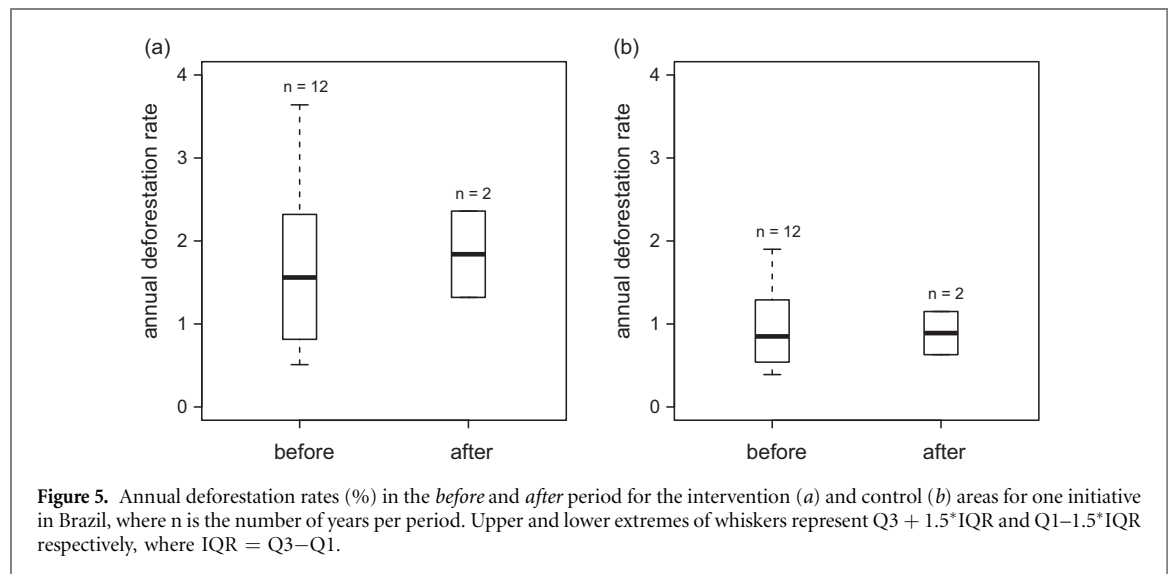 (a)
(b)
annual deforestation rate
4
3
2
1
0
n = 12
n = 2
before
after
annual deforestation rate
4
3
2
1
0
n = 12
n = 2
before
after
Figure 5. Annual deforestation rates (%) in the before and after period for the intervention (a) and control (b) areas for one initiative
in Brazil, where n is the number of years per period. Upper and lower extremes of whiskers represent Q3 + 1.5*IQR and Q1–1.5*IQR
respectively, where IQR = Q3−Q1.